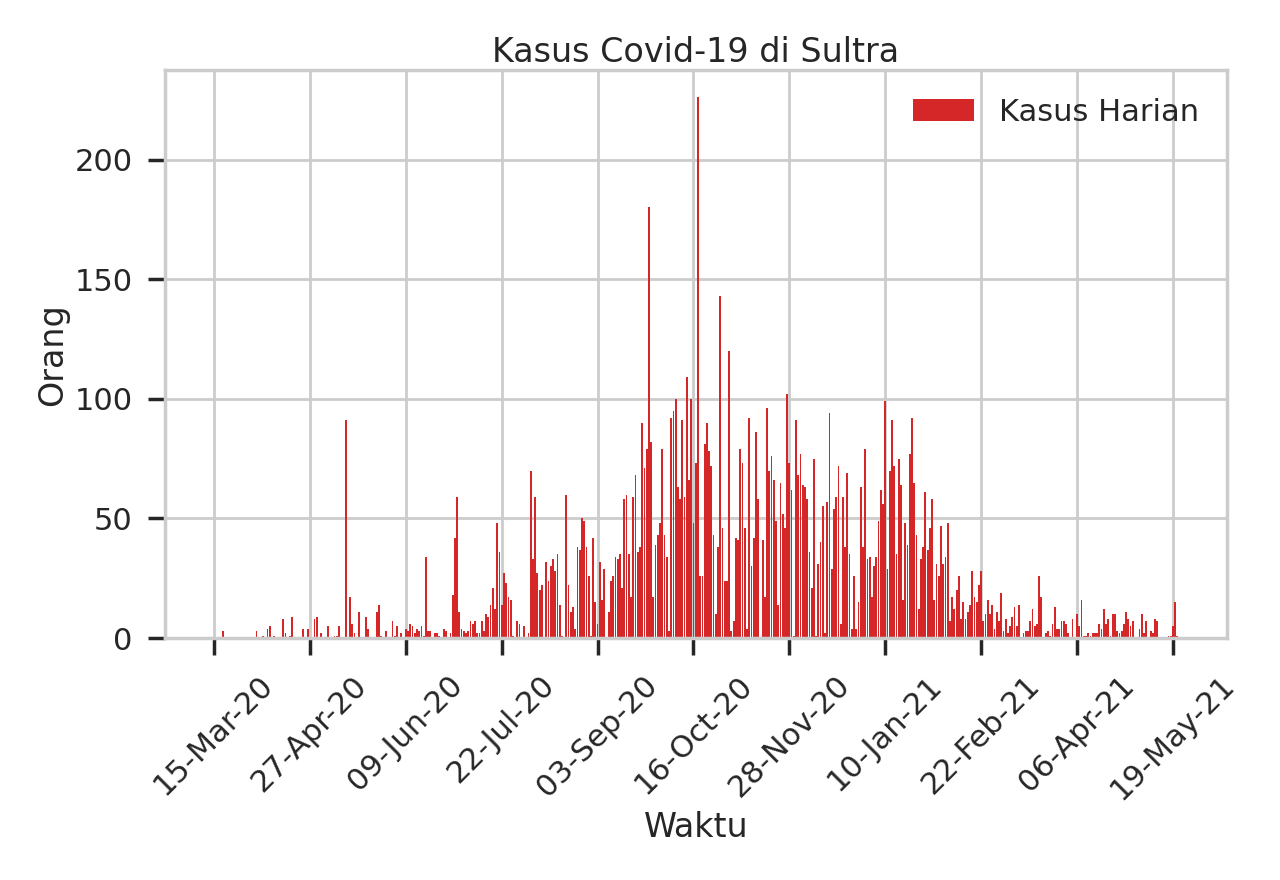 Kasus Covid-19 di Sultra
Kasus Harian
200
150
100
50
0
Orang
15-Mar-20
27-Apr-20
09-Jun-20
22-Jul-20
03-Sep-20
16-Oct-20
28-Nov-20
10-Jan-21
22-Feb-21
06-Apr-21
19-May-21
Waktu